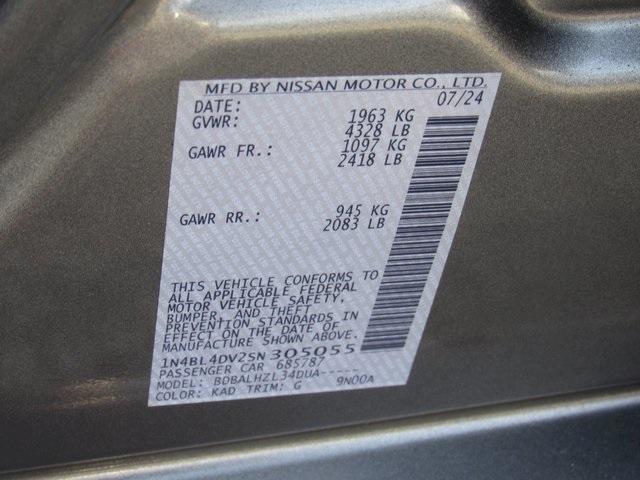 MFD BY NISSAN MOTOR CO., LTD.
DATE: 07/24
GVWR: 1963 KG
4328 LB
GAWR FR.: 1097 KG
2418 LB
GAWR RR.: 945 KG
2083 LB
THIS VEHICLE CONFORMS TO
ALL APPLICABLE FEDERAL
MOTOR VEHICLE SAFETY,
BUMPER, AND THEFT
PREVENTION STANDARDS IN
EFFECT ON THE DATE OF
MANUFACTURE SHOWN ABOVE.
1N4BL4DV2SN305055
PASSENGER CAR 685787
MODEL: BDBALHZL34DUA-----
COLOR: KAD TRIM: G 9N00A